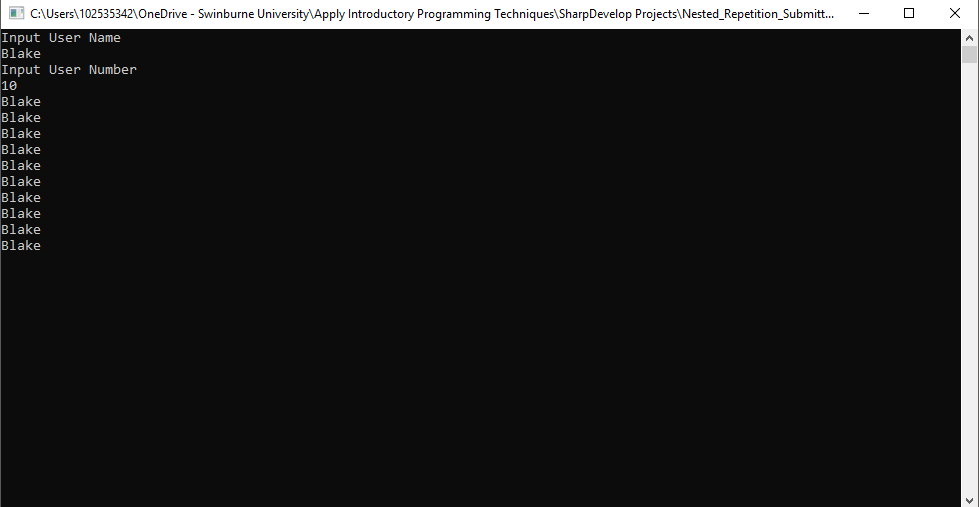 C:\Users\102535342\OneDrive - Swinburne University\Apply Introductory Programming Techniques\SharpDevelop Projects\Nested_Repetition_Submitt...
Input User Name
Blake
Input User Number
10
Blake
Blake
Blake
Blake
Blake
Blake
Blake
Blake
Blake
Blake